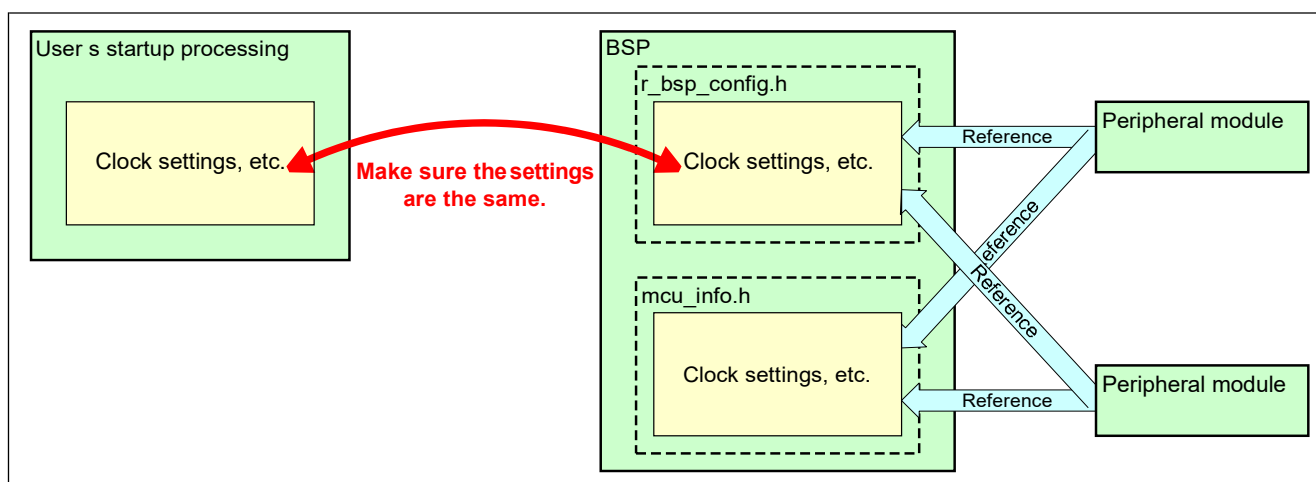 User s startup processing
Clock settings, etc.
Make sure the settings
are the same.
BSP
r_bsp_config.h
Clock settings, etc.
mcu_info.h
Clock settings, etc.
Reference
eference
Reference
Reference
Peripheral module
Peripheral module